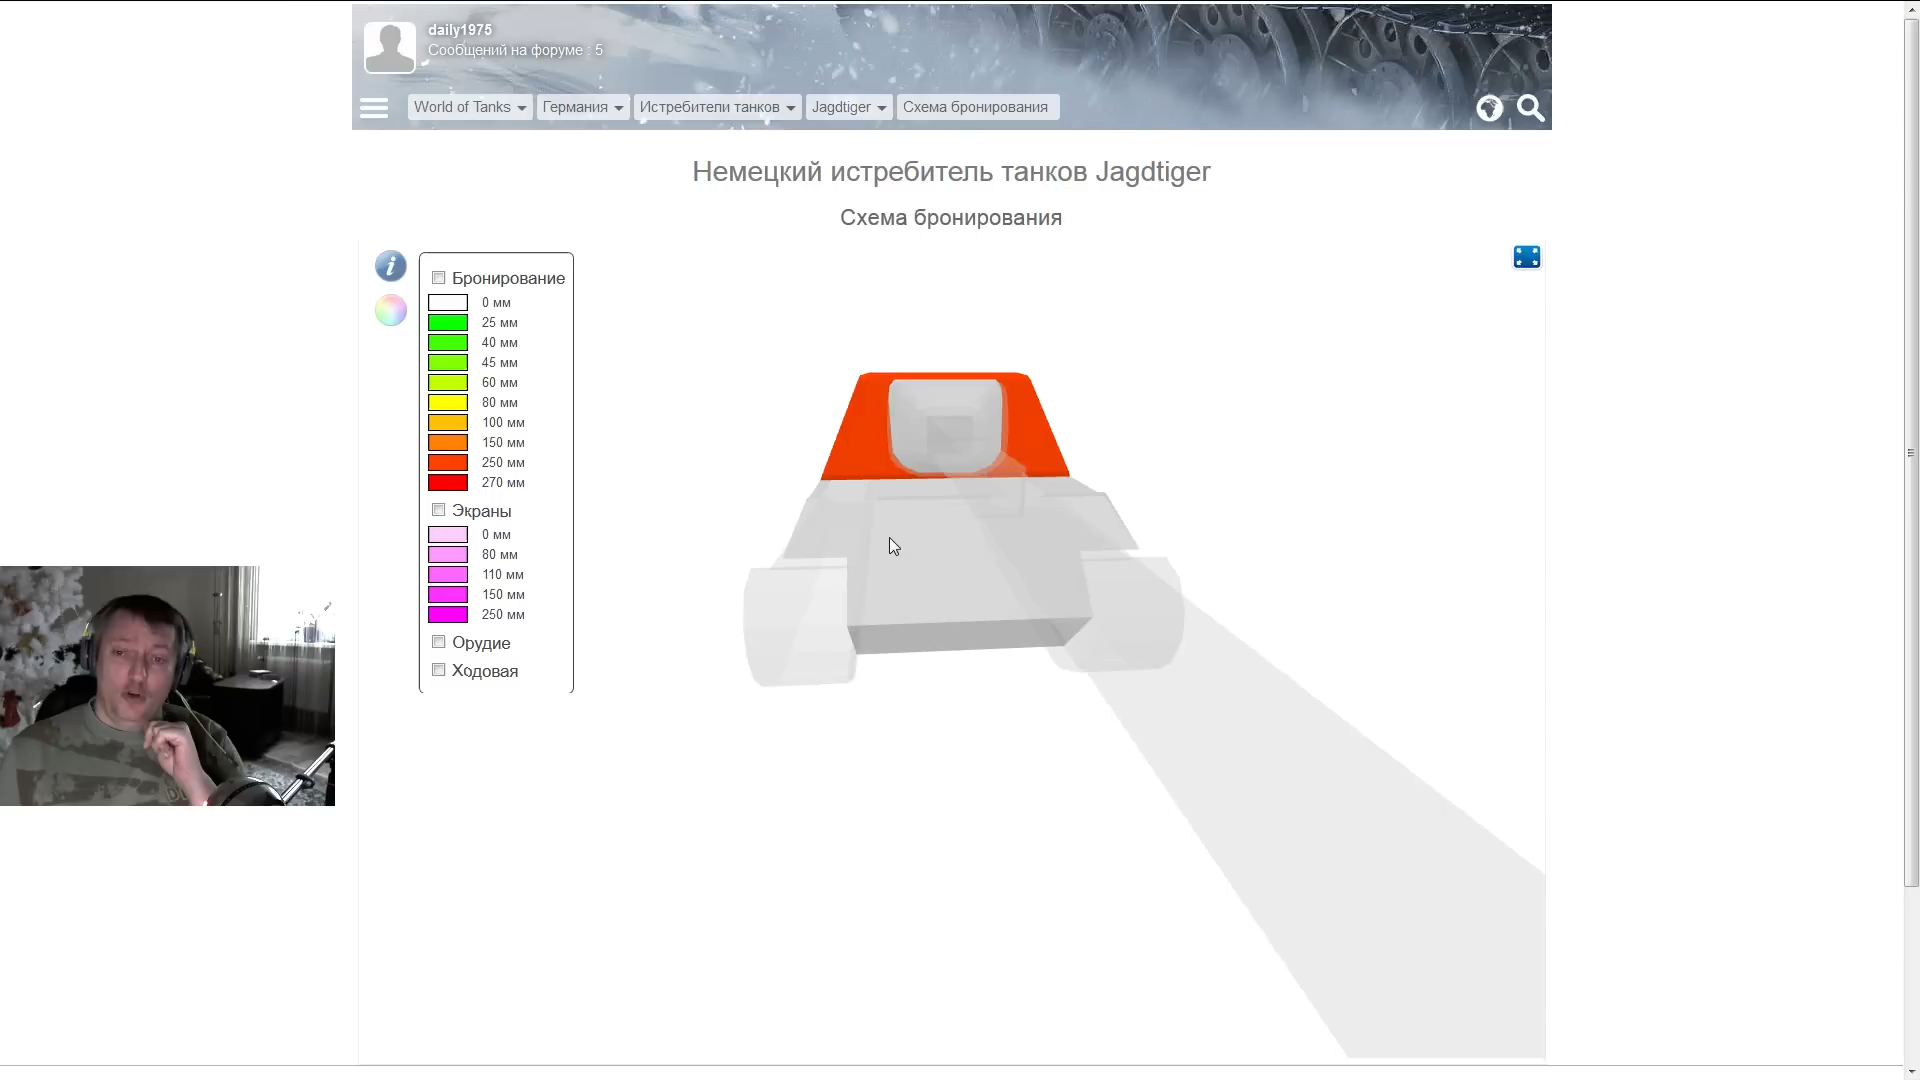 daily1975
Сообщений на форуме : 5
World of Tanks
Германия
Истребители танков
Jagdtiger
Схема бронирования
Немецкий истребитель танков Jagdtiger
Схема бронирования
Бронирование
0 мм
25 мм
40 мм
45 мм
60 мм
80 мм
100 мм
150 мм
250 мм
270 мм
Экраны
0 мм
80 мм
110 мм
150 мм
250 мм
Орудие
Ходовая